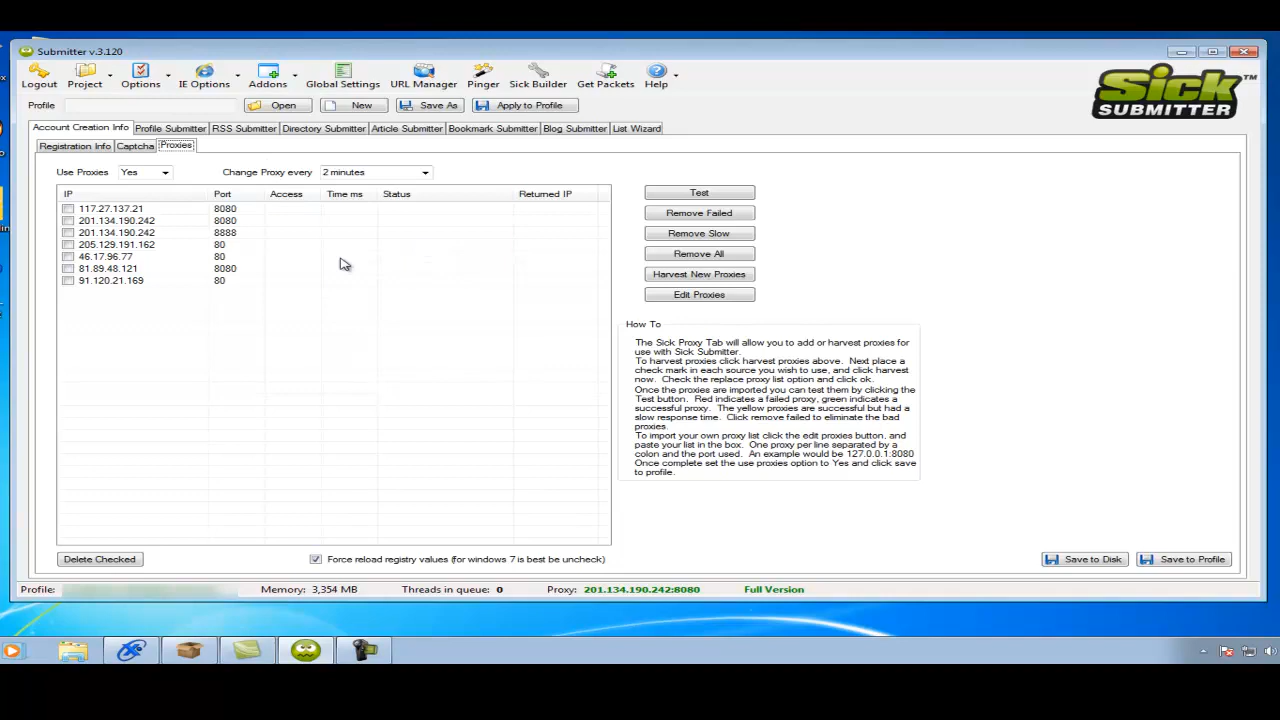 Submitter v.3.120
Logout Project Options IE Options Addons Global Settings URL Manager Pinger Sick Builder Get Packets Help
Sick SUBMITTER ™
Profile Open New Save As Apply to Profile
Account Creation Info Profile Submitter RSS Submitter Directory Submitter Article Submitter Bookmark Submitter Blog Submitter List Wizard
Registration Info Captcha Proxies
Use Proxies Yes Change Proxy every 2 minutes
IP Port Access Time ms Status Returned IP
117.27.137.21 8080
201.134.190.242 8080
201.134.190.242 8888
205.129.191.162 80
46.17.96.77 80
81.89.48.121 8080
91.120.21.169 80
Test
Remove Failed
Remove Slow
Remove All
Harvest New Proxies
Edit Proxies
How To
The Sick Proxy Tab will allow you to add or harvest proxies for
use with Sick Submitter.
To harvest proxies click harvest proxies above. Next place a
check mark in each source you wish to use, and click harvest
now. Check the replace proxy list option and click ok.
Once the proxies are imported you can test them by clicking the
Test button. Red indicates a failed proxy, green indicates a
successful proxy. The yellow proxies are successful but had a
slow response time. Click remove failed to eliminate the bad
proxies.
To import your own proxy list click the edit proxies button, and
paste your list in the box. One proxy per line separated by a
colon and the port used. An example would be 127.0.0.1:8080
Once complete set the use proxies option to Yes and click save
to profile.
Delete Checked Force reload registry values (for windows 7 is best be uncheck) Save to Disk Save to Profile
Profile: Memory: 3,354 MB Threads in queue: 0 Proxy: 201.134.190.242:8080 Full Version